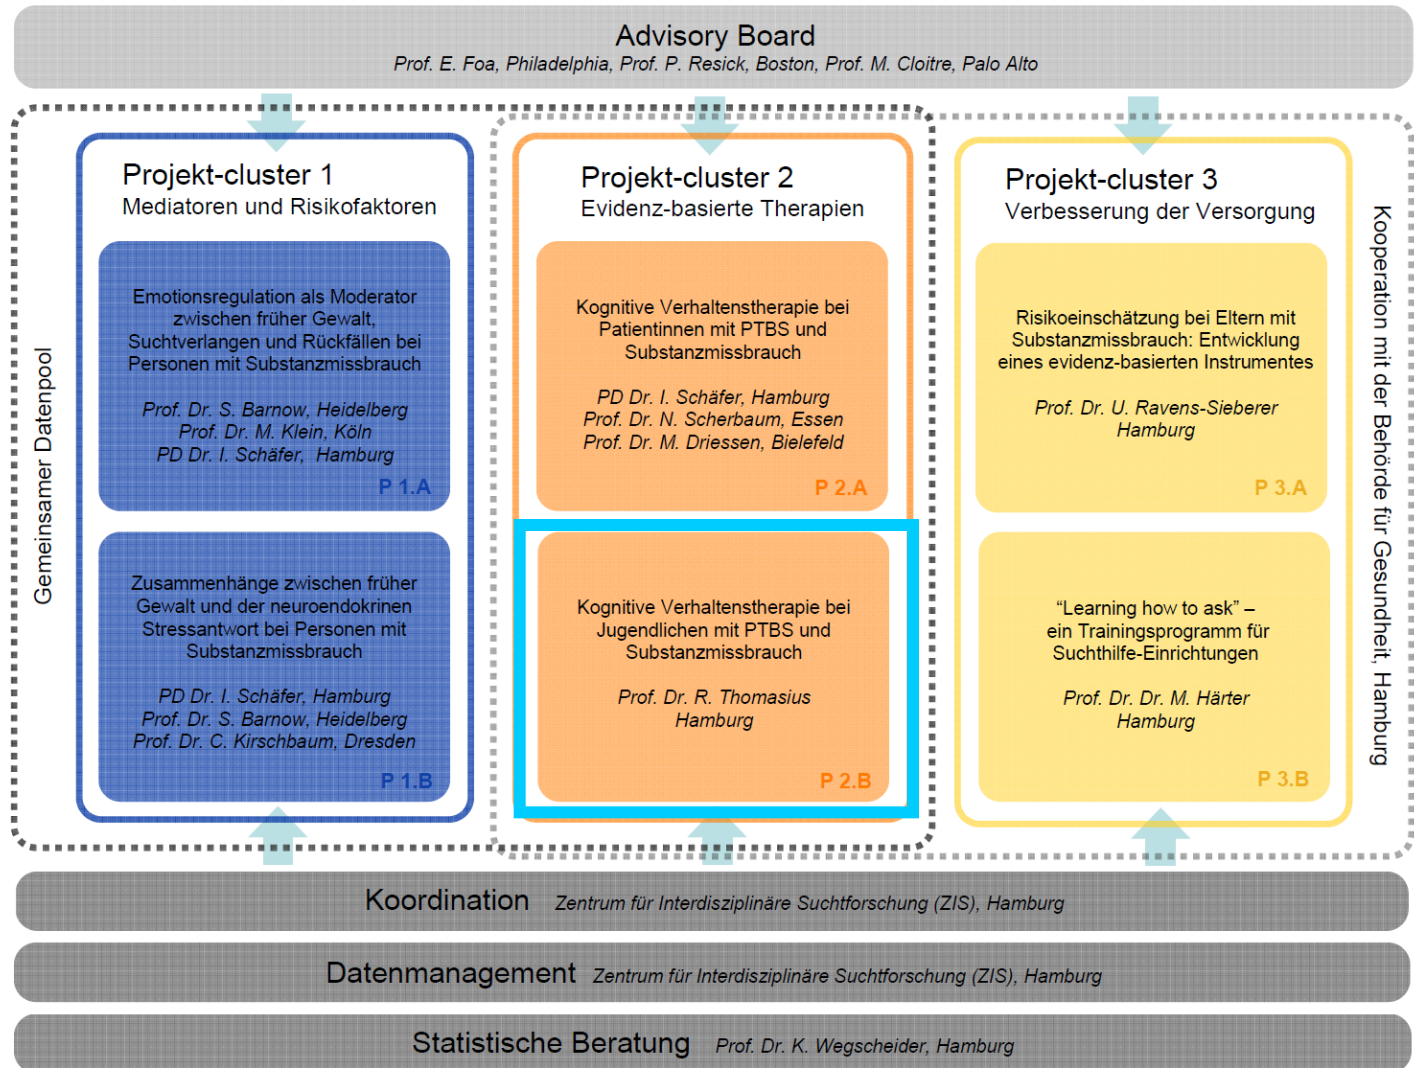 Advisory Board
Prof. E. Foa, Philadelphia, Prof. P. Resick, Boston, Prof. M. Cloitre, Palo Alto
Gemeinsamer Datenpool
Projekt-cluster 1
Mediatoren und Risikofaktoren
Emotionsregulation als Moderator
zwischen früher Gewalt,
Suchtverlangen und Rückfällen bei
Personen mit Substanzmissbrauch
Prof. Dr. S. Barnow, Heidelberg
Prof. Dr. M. Klein, Köln
PD Dr. I. Schäfer, Hamburg
P 1.A
Zusammenhänge zwischen früher
Gewalt und der neuroendokrinen
Stressantwort bei Personen mit
Substanzmissbrauch
PD Dr. I. Schäfer, Hamburg
Prof. Dr. S. Barnow, Heidelberg
Prof. Dr. C. Kirschbaum, Dresden
P 1.B
Projekt-cluster 2
Evidenz-basierte Therapien
Kognitive Verhaltenstherapie bei
Patientinnen mit PTBS und
Substanzmissbrauch
PD Dr. I. Schäfer, Hamburg
Prof. Dr. N. Scherbaum, Essen
Prof. Dr. M. Driessen, Bielefeld
P 2.A
Kognitive Verhaltenstherapie bei
Jugendlichen mit PTBS und
Substanzmissbrauch
Prof. Dr. R. Thomasius
Hamburg
P 2.B
Projekt-cluster 3
Verbesserung der Versorgung
Risikoeinschätzung bei Eltern mit
Substanzmissbrauch: Entwicklung
eines evidenz-basierten Instrumentes
Prof. Dr. U. Ravens-Sieberer
Hamburg
P 3.A
“Learning how to ask” –
ein Trainingsprogramm für
Suchthilfe-Einrichtungen
Prof. Dr. Dr. M. Härter
Hamburg
P 3.B
Kooperation mit der Behörde für Gesundheit, Hamburg
Koordination Zentrum für Interdisziplinäre Suchtforschung (ZIS), Hamburg
Datenmanagement Zentrum für Interdisziplinäre Suchtforschung (ZIS), Hamburg
Statistische Beratung Prof. Dr. K. Wegscheider, Hamburg